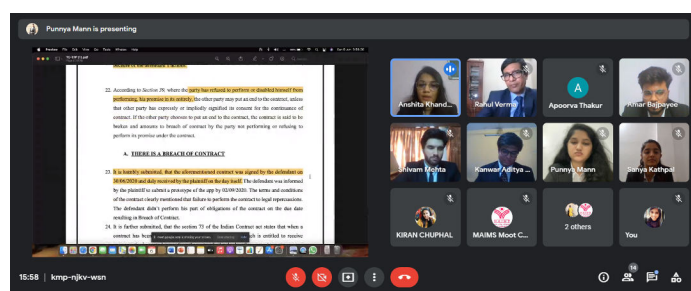 Punnya Mann is presenting
22. According to Section 39, where the party has refused to perform or disabled himself from
performing, his promise to its entirety, the other party may put an end to the contract, unless
that other party has expressly or impliedly signified its consent for the continuance of
contract. If the other party chooses to put an end to the contract, the contract is said to be
broken and amounts to breach of contract by the party not performing or refusing to
perform its promise under the contract.
A. THERE IS A BREACH OF CONTRACT
23. It is humbly submitted, that the aforementioned contract was signed by the defendant on
30/08/2020 and duly received by the plaintiff on the day itself. The defendant was informed
by the plaintiff to submit a prototype of the app by 02/09/2020. The terms and conditions
of the contract clearly mentioned that failure to perform the contract to legal repercussions.
The defendant didn't perform his part of obligations of the contract on the due date
resulting in Breach of Contract.
24. It is further submitted, that the section 73 of the Indian Contract act states that when a
contract has been
is entitled to receive
Anshita Khand...
Rahul Verma
A
Apoorva Thakur
Amar Bajpayee
Shivam Mehta
Kanwar Aditya ...
Punnya Mann
Sanya Kathpal
KIRAN CHUPHAL
MAIMS Moot C...
2 others
You
15:58 | kmp-njkv-wsn
14